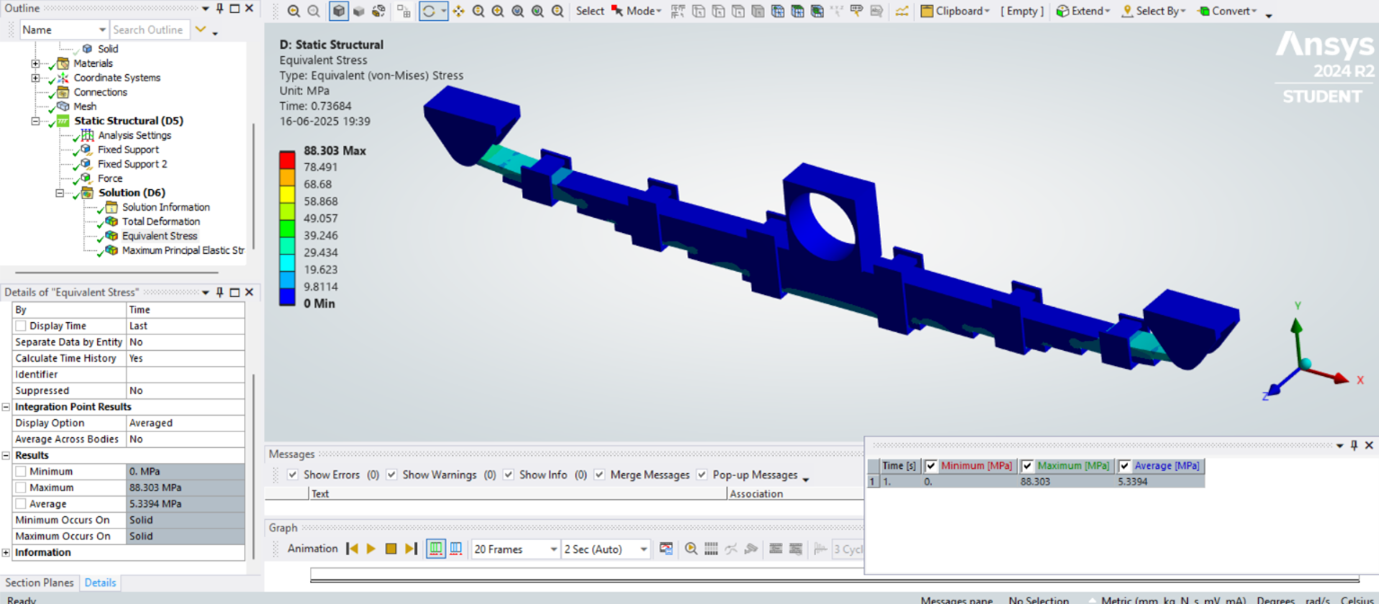 Outline
Name
Search Outline
Solid
Materials
Coordinate Systems
Connections
Mesh
Static Structural (D5)
Analysis Settings
Fixed Support
Fixed Support 2
Force
Solution (D6)
Solution Information
Total Deformation
Equivalent Stress
Maximum Principal Elastic Str
Details of "Equivalent Stress"
By Time
Display Time Last
Separate Data by Entity No
Calculate Time History Yes
Identifier
Suppressed No
Integration Point Results
Display Option Averaged
Average Across Bodies No
Results
Minimum 0. MPa
Maximum 88.303 MPa
Average 5.3394 MPa
Minimum Occurs On Solid
Maximum Occurs On Solid
Information
Section Planes Details
Ready
Select Mode Clipboard [ Empty ] Extend Select By Convert
D: Static Structural
Equivalent Stress
Type: Equivalent (von-Mises) Stress
Unit: MPa
Time: 0.73684
16-06-2025 19:39
88.303 Max
78.491
68.68
58.868
49.057
39.246
29.434
19.623
9.8114
0 Min
Ansys
2024 R2
STUDENT
Y
X
Z
Messages
Show Errors (0) Show Warnings (0) Show Info (0) Merge Messages Pop-up Messages
Text Association
Graph
Animation 20 Frames 2 Sec (Auto) 3 Cycl
Time [s] Minimum [MPa] Maximum [MPa] Average [MPa]
1 1. 0. 88.303 5.3394
Messages pane No Selection Metric (mm, kg, N, s, mV, mA) Degrees rad/s Celsius